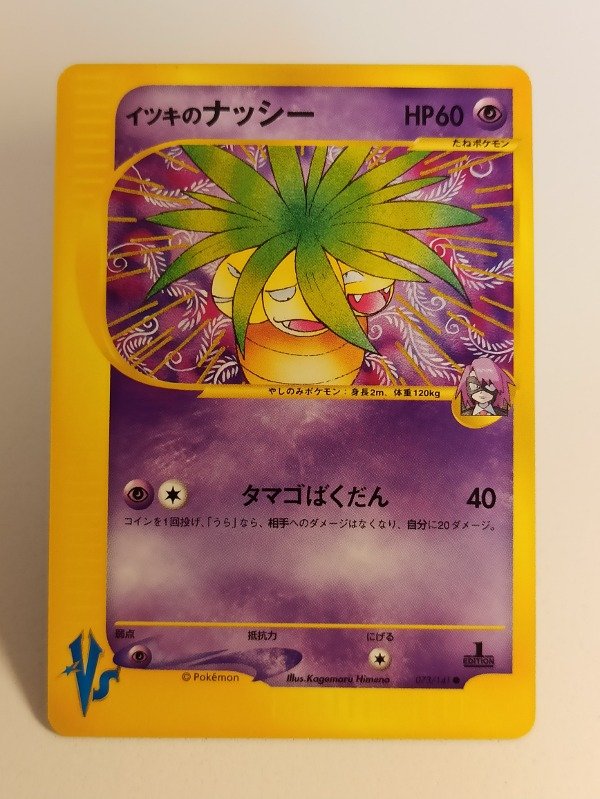 イツキのナッシー HP60
たねポケモン
やしのみポケモン：身長2m、体重120kg
タマゴばくだん 40
コインを1回投げ、「うら」なら、相手へのダメージはなくなり、自分に20ダメージ。
弱点 抵抗力 にげる
1
EDITION
VS
© Pokémon Illus.Kagemaru Himeno 073/141 ●